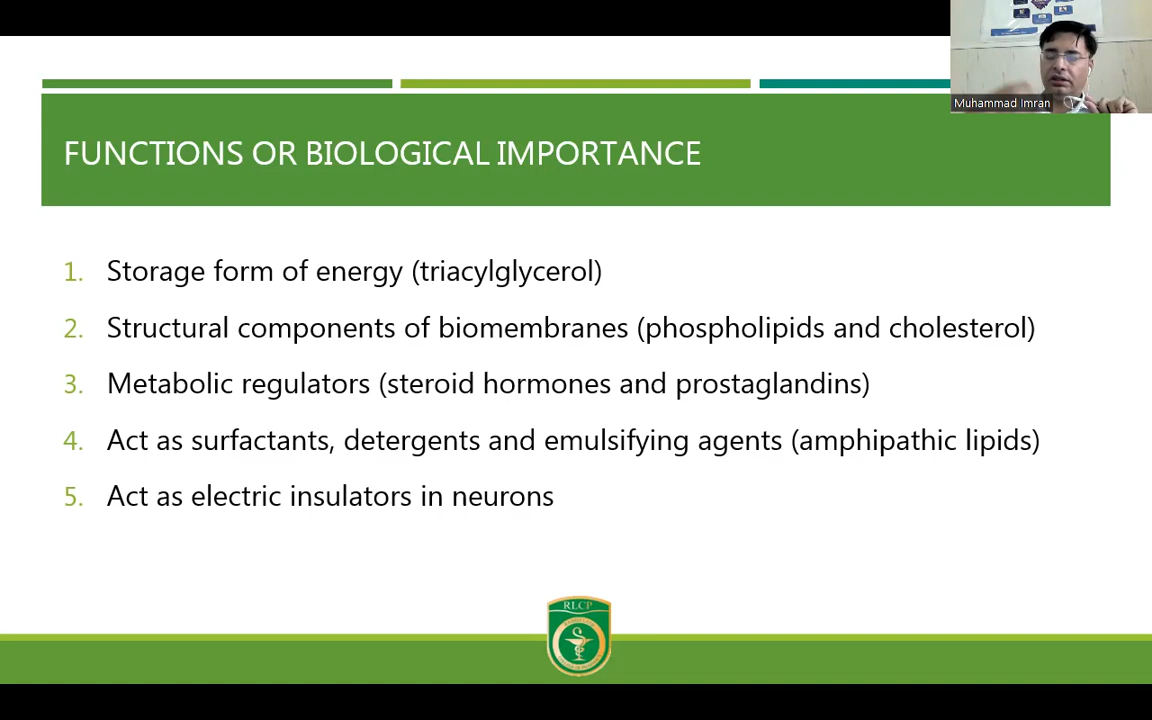 Muhammad Imran
FUNCTIONS OR BIOLOGICAL IMPORTANCE
1. Storage form of energy (triacylglycerol)
2. Structural components of biomembranes (phospholipids and cholesterol)
3. Metabolic regulators (steroid hormones and prostaglandins)
4. Act as surfactants, detergents and emulsifying agents (amphipathic lipids)
5. Act as electric insulators in neurons
RLCP